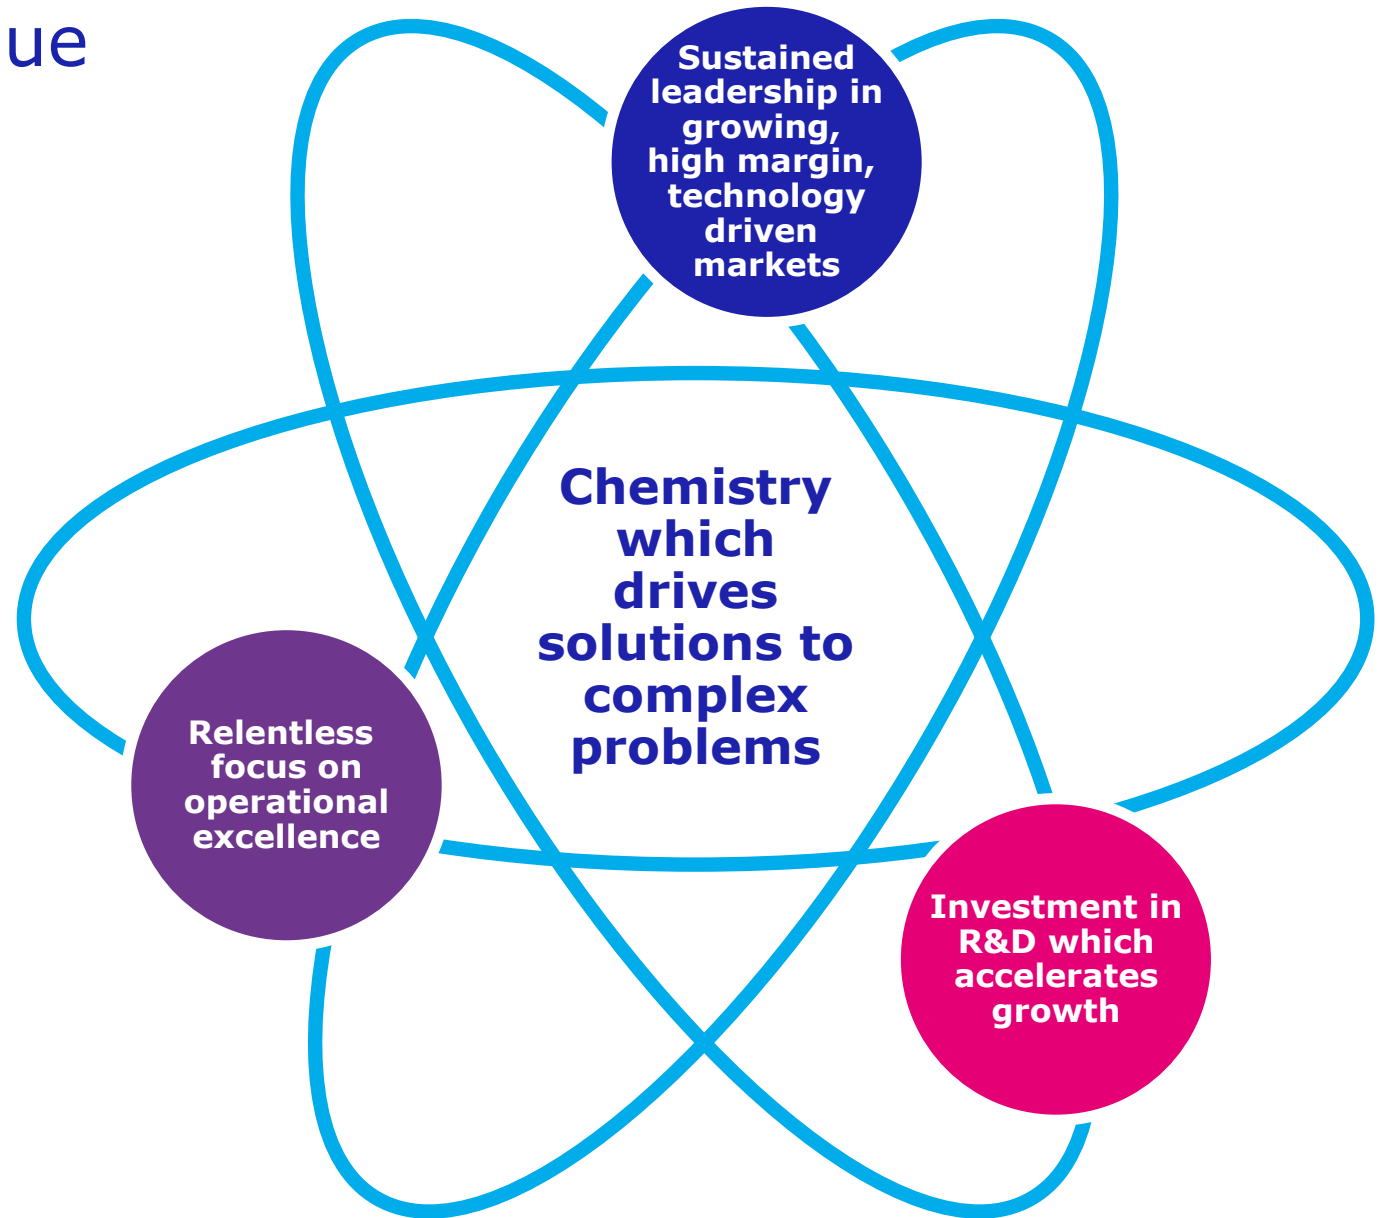 ue
Sustained
leadership in
growing,
high margin,
technology
driven
markets
Chemistry
which
drives
solutions to
complex
problems
Relentless
focus on
operational
excellence
Investment in
R&D which
accelerates
growth